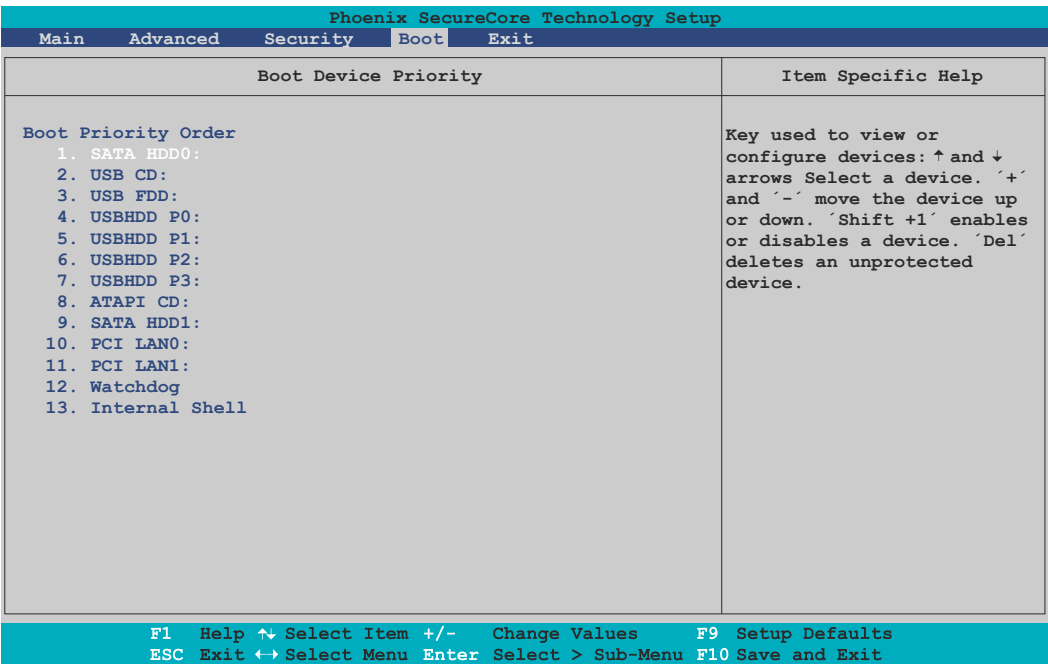 Phoenix SecureCore Technology Setup
Main Advanced Security Boot Exit
Boot Device Priority
Item Specific Help
Boot Priority Order
1. SATA HDD0:
2. USB CD:
3. USB FDD:
4. USBHDD P0:
5. USBHDD P1:
6. USBHDD P2:
7. USBHDD P3:
8. ATAPI CD:
9. SATA HDD1:
10. PCI LAN0:
11. PCI LAN1:
12. Watchdog
13. Internal Shell
Key used to view or
configure devices: ↑ and ↓
arrows Select a device. ´+´
and ´-´ move the device up
or down. ´Shift +1´ enables
or disables a device. ´Del´
deletes an unprotected
device.
F1 Help ↑↓ Select Item +/- Change Values F9 Setup Defaults
ESC Exit ←→ Select Menu Enter Select > Sub-Menu F10 Save and Exit